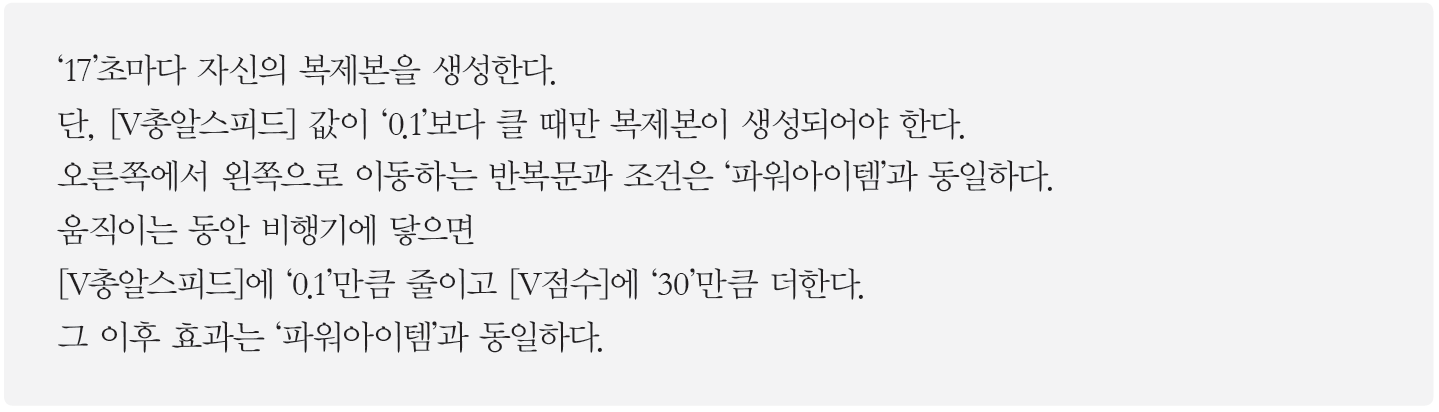 ‘17’초마다 자신의 복제본을 생성한다.
단, [V총알스피드] 값이 ‘0.1’보다 클 때만 복제본이 생성되어야 한다.
오른쪽에서 왼쪽으로 이동하는 반복문과 조건은 ‘파워아이템’과 동일하다.
움직이는 동안 비행기에 닿으면
[V총알스피드]에 ‘0.1’만큼 줄이고 [V점수]에 ‘30’만큼 더한다.
그 이후 효과는 ‘파워아이템’과 동일하다.